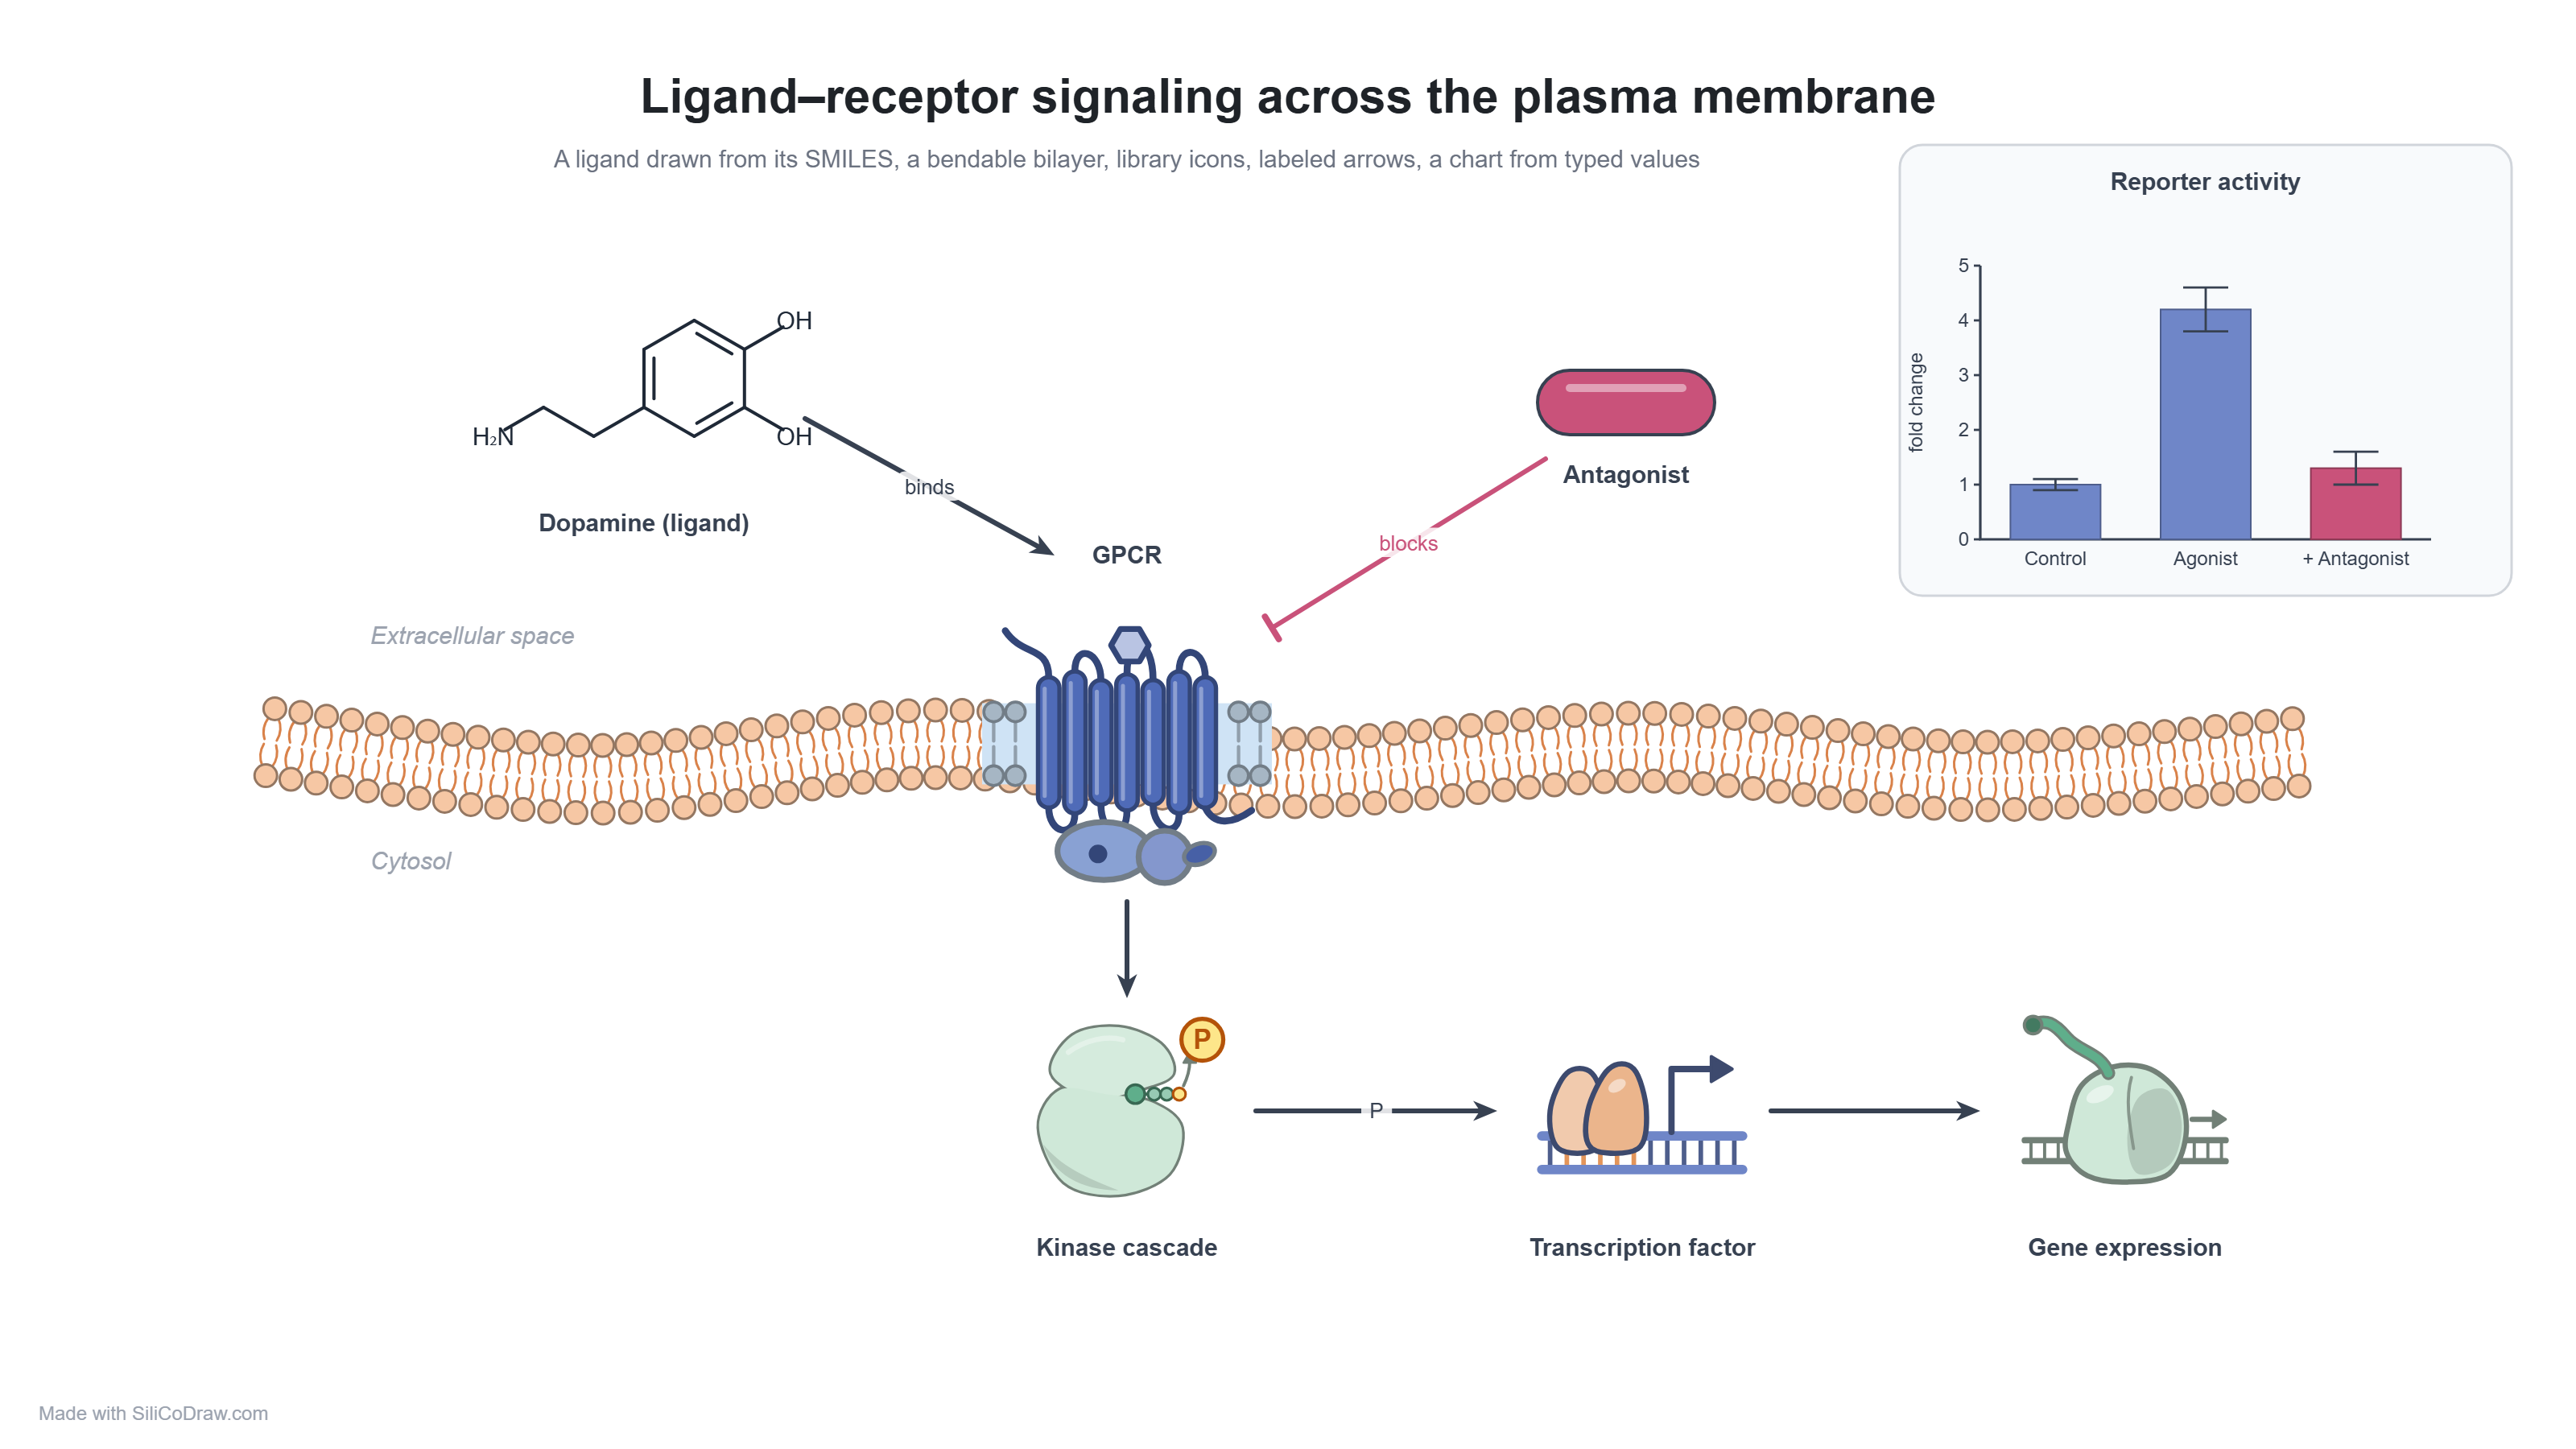 Ligand–receptor signaling across the plasma membrane
A ligand drawn from its SMILES, a bendable bilayer, library icons, labeled arrows, a chart from typed values
Reporter activity
5
4
3
2
1
0
fold change
Control
Agonist
+ Antagonist
OH
OH
H₂N
binds
Dopamine (ligand)
Antagonist
blocks
GPCR
Extracellular space
Cytosol
P
P
Kinase cascade
Transcription factor
Gene expression
Made with SiliCoDraw.com